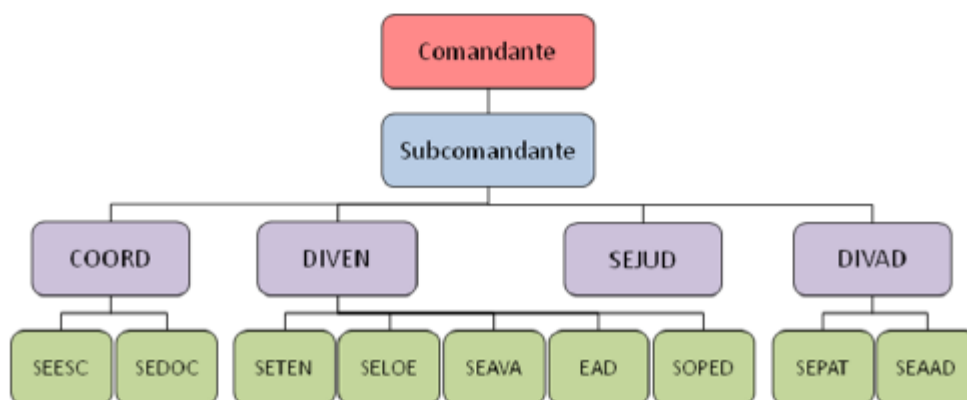 Comandante
Subcomandante
COORD DIVEN SEJUD DIVAD
SEESC SEDOC SETEN SELOE SEAVA EAD SOPED SEPAT SEAAD